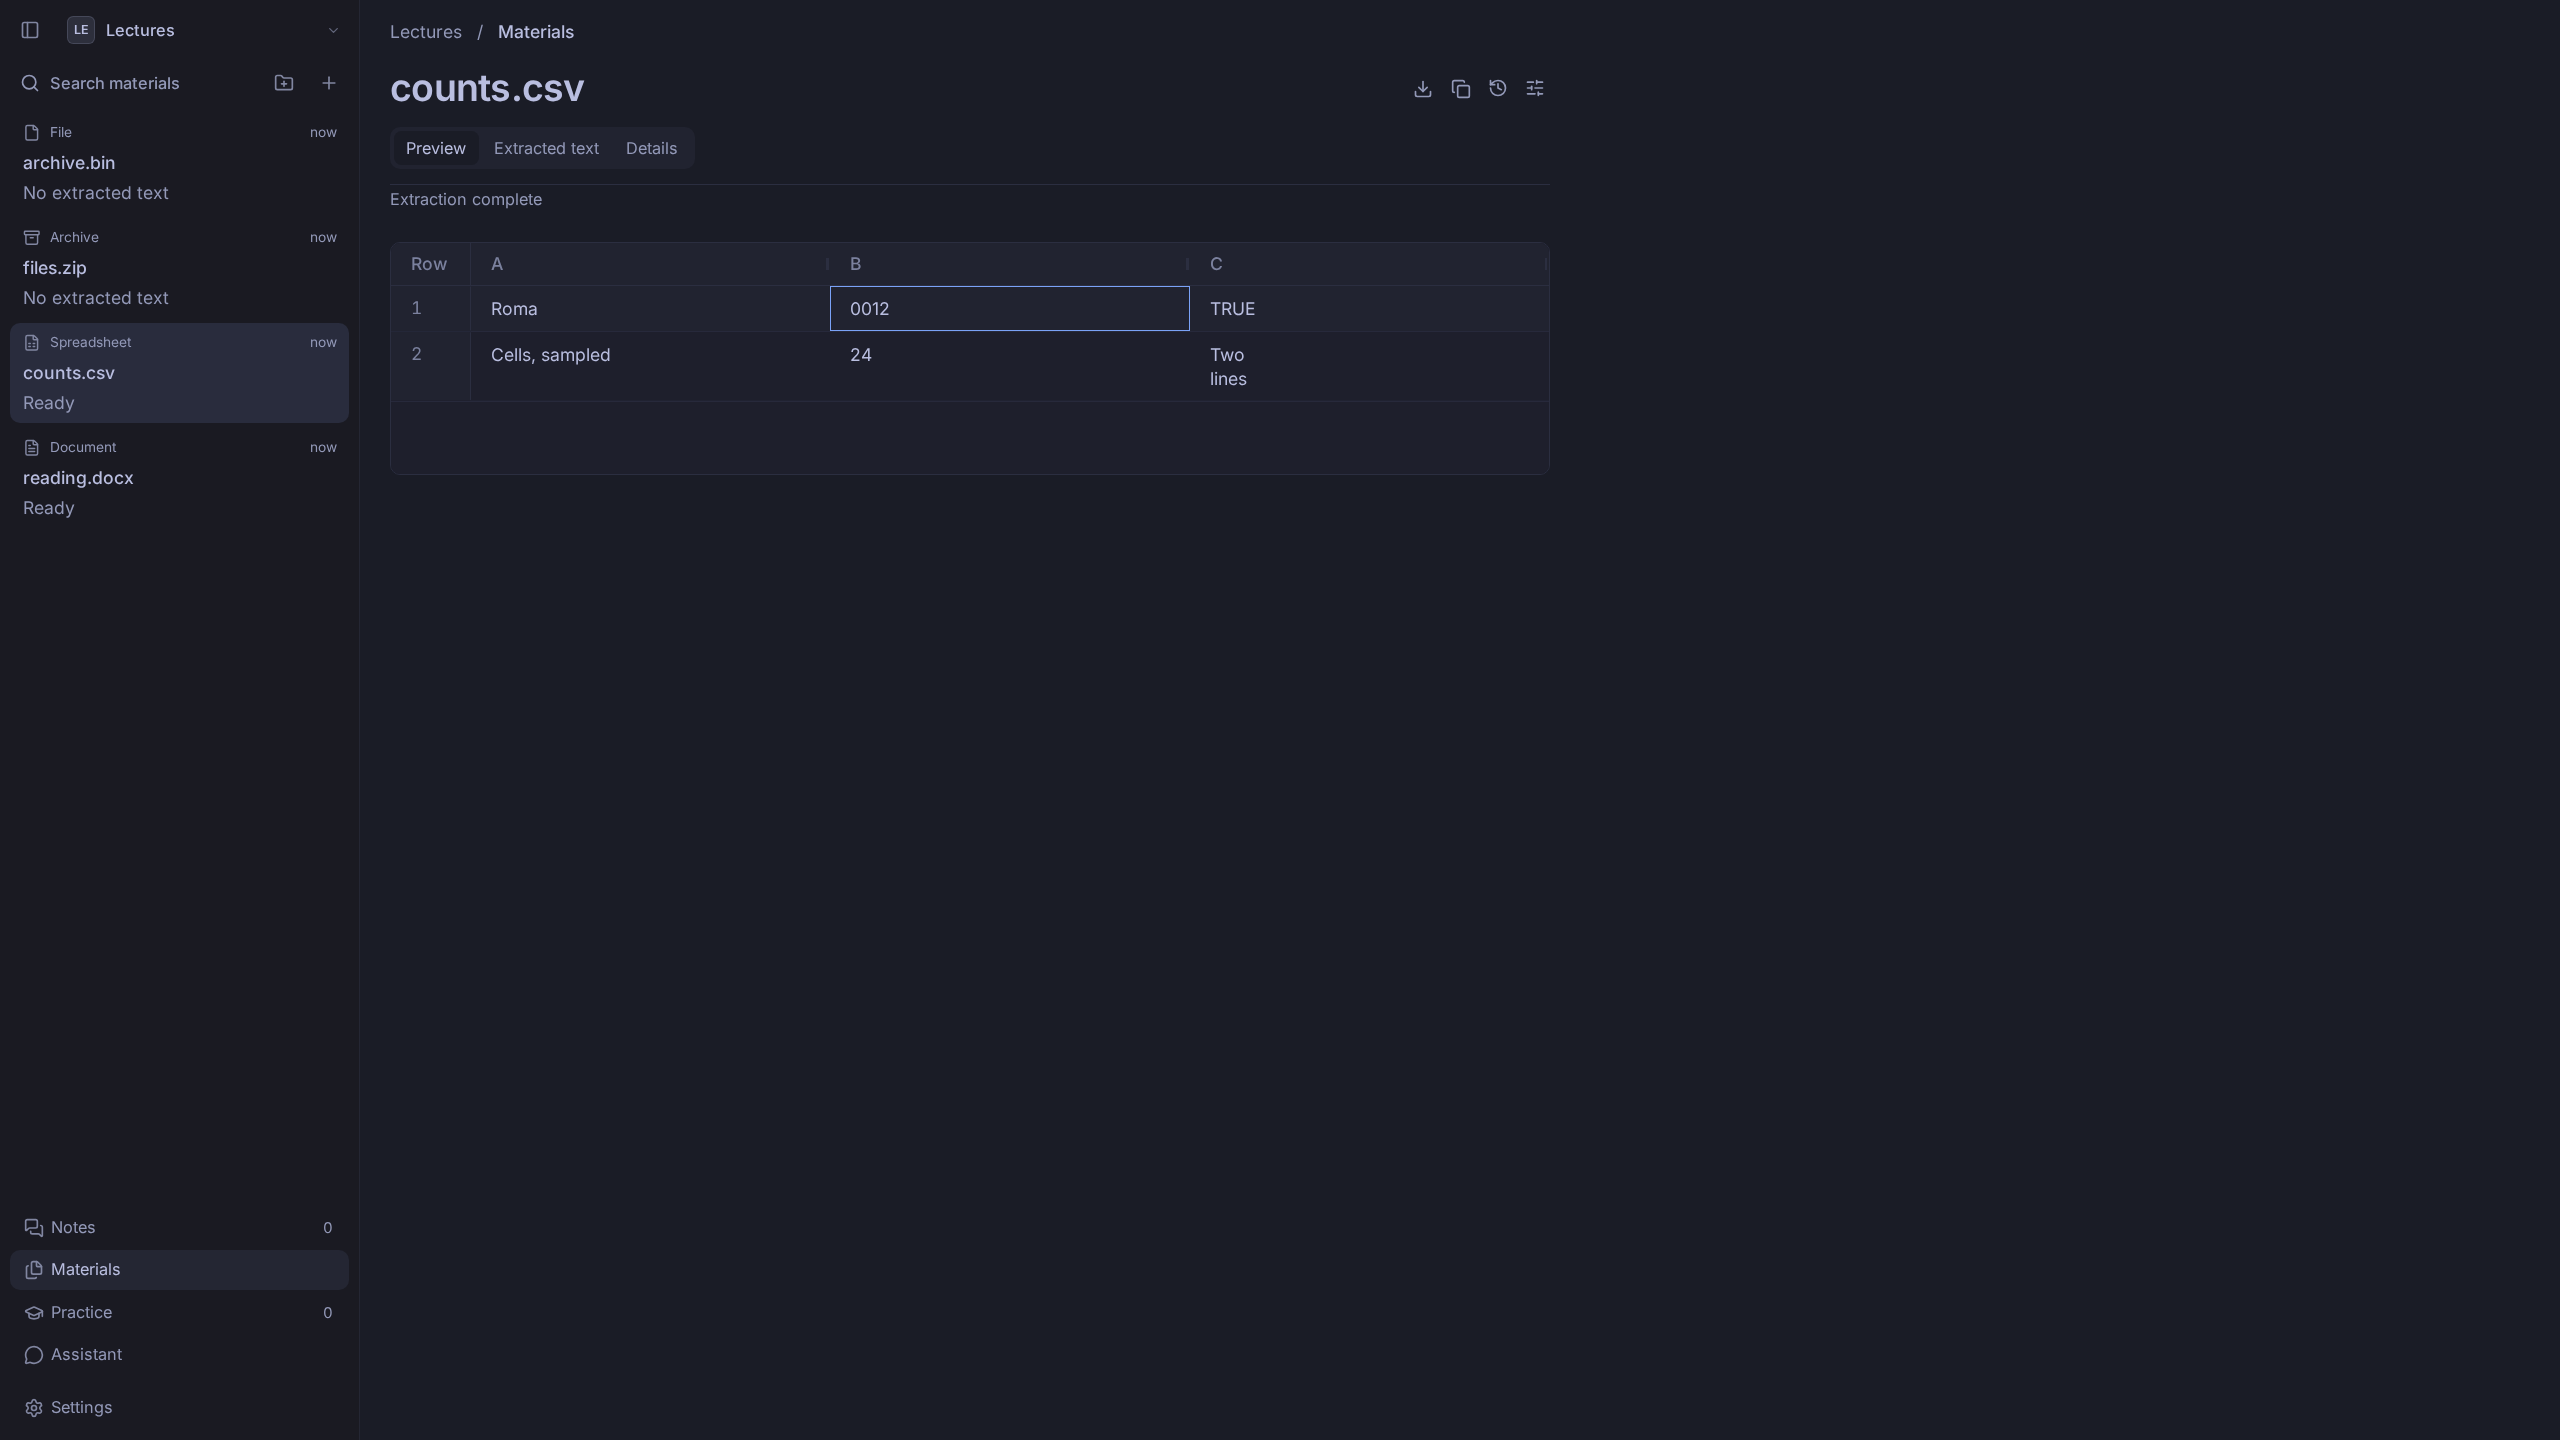 LE Lectures
Search materials
File now
archive.bin
No extracted text
Archive now
files.zip
No extracted text
Spreadsheet now
counts.csv
Ready
Document now
reading.docx
Ready
Notes 0
Materials
Practice 0
Assistant
Settings
Lectures / Materials
counts.csv
Preview Extracted text Details
Extraction complete
Row A B C
1 Roma 0012 TRUE
2 Cells, sampled 24 Two
lines